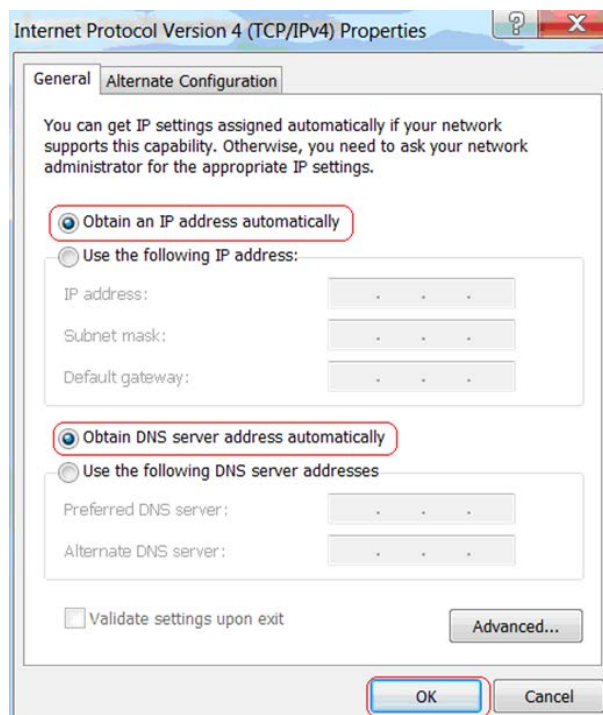 Internet Protocol Version 4 (TCP/IPv4) Properties
General
Alternate Configuration
You can get IP settings assigned automatically if your network
supports this capability. Otherwise, you need to ask your network
administrator for the appropriate IP settings.
Obtain an IP address automatically
Use the following IP address:
IP address:
Subnet mask:
Default gateway:
Obtain DNS server address automatically
Use the following DNS server addresses
Preferred DNS server:
Alternate DNS server:
Validate settings upon exit
Advanced...
OK
Cancel